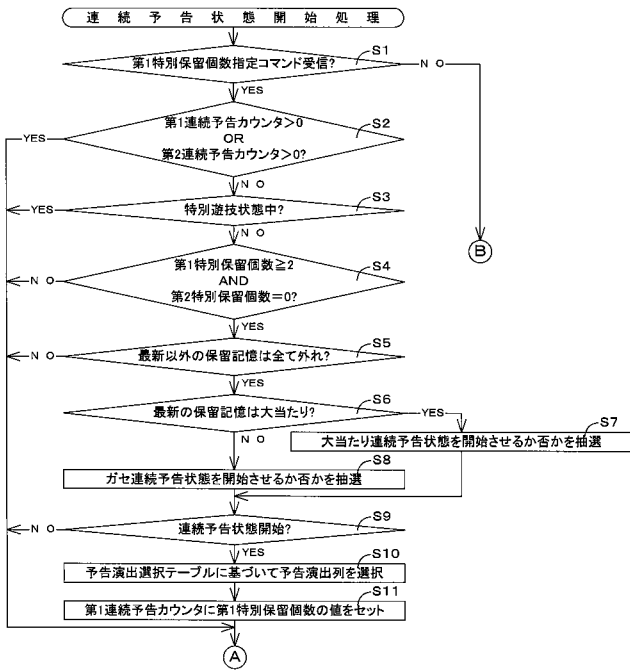 連続予告状態開始処理
S1
第1特別保留個数指定コマンド受信?
NO
YES
S2
第1連続予告カウンタ>0
OR
第2連続予告カウンタ>0?
YES
NO
S3
特別遊技状態中?
YES
NO
B
S4
第1特別保留個数≧2
AND
第2特別保留個数=0?
NO
YES
S5
最新以外の保留記憶は全て外れ?
NO
YES
S6
最新の保留記憶は大当たり?
YES
S7
大当たり連続予告状態を開始させるか否かを抽選
NO
S8
ガセ連続予告状態を開始させるか否かを抽選
S9
連続予告状態開始?
NO
YES
S10
予告演出選択テーブルに基づいて予告演出列を選択
S11
第1連続予告カウンタに第1特別保留個数の値をセット
A